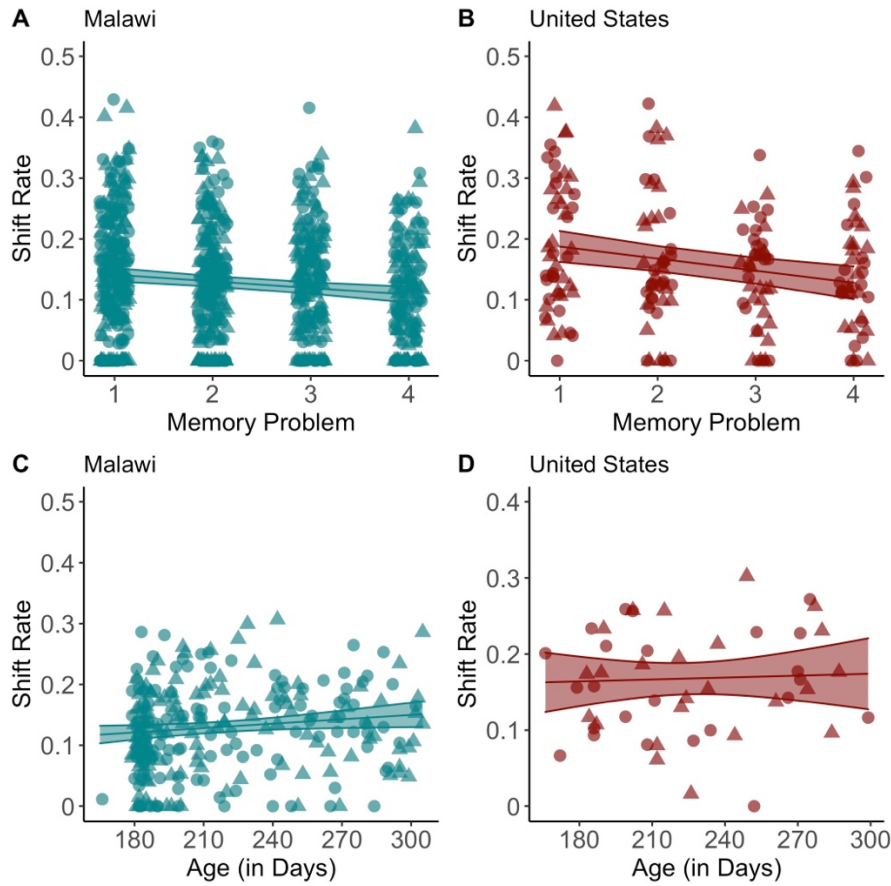 A Malawi
B United States
0.5
0.4
0.3
0.2
0.1
0
Shift Rate
1 2 3 4
Memory Problem
0.5
0.4
0.3
0.2
0.1
0
Shift Rate
1 2 3 4
Memory Problem
C Malawi
D United States
0.5
0.4
0.3
0.2
0.1
0
Shift Rate
180 210 240 270 300
Age (in Days)
0.4
0.3
0.2
0.1
0
Shift Rate
180 210 240 270 300
Age (in Days)